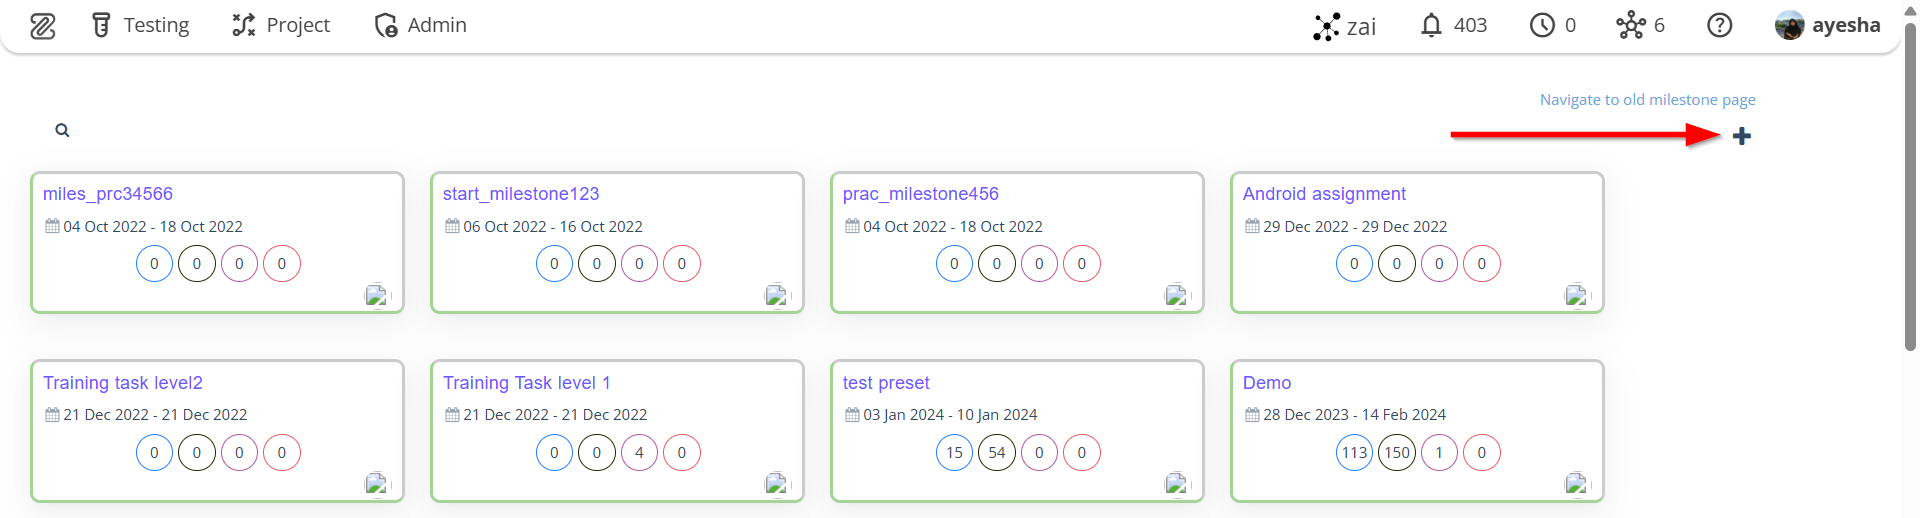 Testing Project Admin zai 403 0 6 ayesha
Navigate to old milestone page
miles_prc34566 start_milestone123 prac_milestone456 Android assignment
04 Oct 2022 - 18 Oct 2022 06 Oct 2022 - 16 Oct 2022 04 Oct 2022 - 18 Oct 2022 29 Dec 2022 - 29 Dec 2022
0 0 0 0 0 0 0 0 0 0 0 0 0 0 0 0
Training task level2 Training Task level 1 test preset Demo
21 Dec 2022 - 21 Dec 2022 21 Dec 2022 - 21 Dec 2022 03 Jan 2024 - 10 Jan 2024 28 Dec 2023 - 14 Feb 2024
0 0 0 0 0 0 4 0 15 54 0 0 113 150 1 0